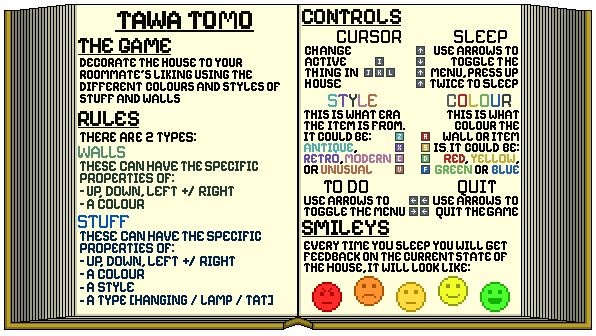 TAWA TOMO
THE GAME
DECORATE THE HOUSE TO YOUR
ROOMMATE'S LIKING USING THE
DIFFERENT COLOURS AND STYLES OF
STUFF AND WALLS
RULES
THERE ARE 2 TYPES:
WALLS
THESE CAN HAVE THE SPECIFIC
PROPERTIES OF:
- UP, DOWN, LEFT +/ RIGHT
- A COLOUR
STUFF
THESE CAN HAVE THE SPECIFIC
PROPERTIES OF:
- UP, DOWN, LEFT +/ RIGHT
- A COLOUR
- A STYLE
- A TYPE [HANGING / LAMP / TAT]
CONTROLS
CURSOR
CHANGE
ACTIVE I
THING IN J K L
HOUSE
SLEEP
↑ USE ARROWS TO
↓ TOGGLE THE
↑ MENU, PRESS UP
↑ TWICE TO SLEEP
STYLE
THIS IS WHAT ERA
THE ITEM IS FROM.
IT COULD BE: Z
ANTIQUE, X
RETRO, MODERN C
OR UNUSUAL V
COLOUR
THIS IS WHAT
COLOUR THE
A WALL OR ITEM
S IS IT COULD BE:
D RED, YELLOW,
F GREEN OR BLUE
TO DO
USE ARROWS TO
TOGGLE THE MENU →
QUIT
← USE ARROWS TO
← QUIT THE GAME
SMILEYS
EVERY TIME YOU SLEEP YOU WILL GET
FEEDBACK ON THE CURRENT STATE OF
THE HOUSE, IT WILL LOOK LIKE: